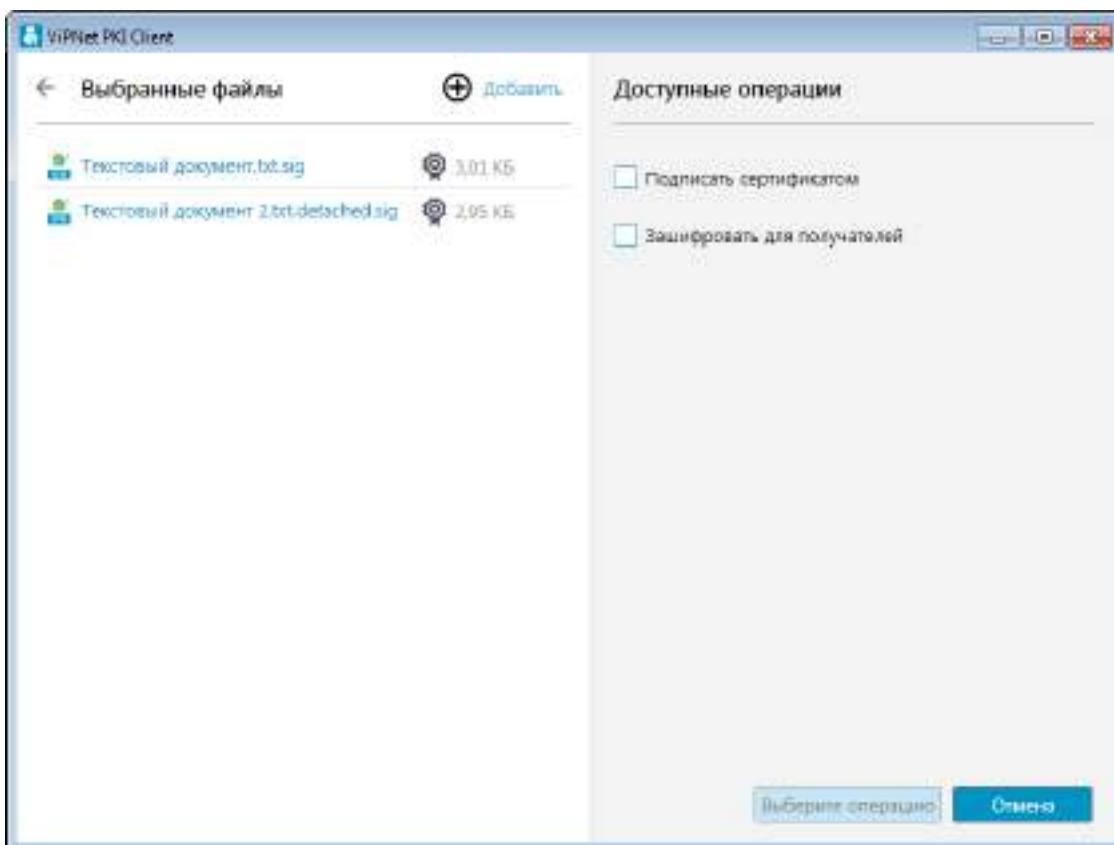 ViPNet PKI Client
Выбранные файлы
Добавить
Текстовый документ.txt.sig
3,01 КБ
Текстовый документ 2.txt.detached.sig
2,95 КБ
Доступные операции
Подписать сертификатом
Зашифровать для получателей
Выберите операцию
Отмена